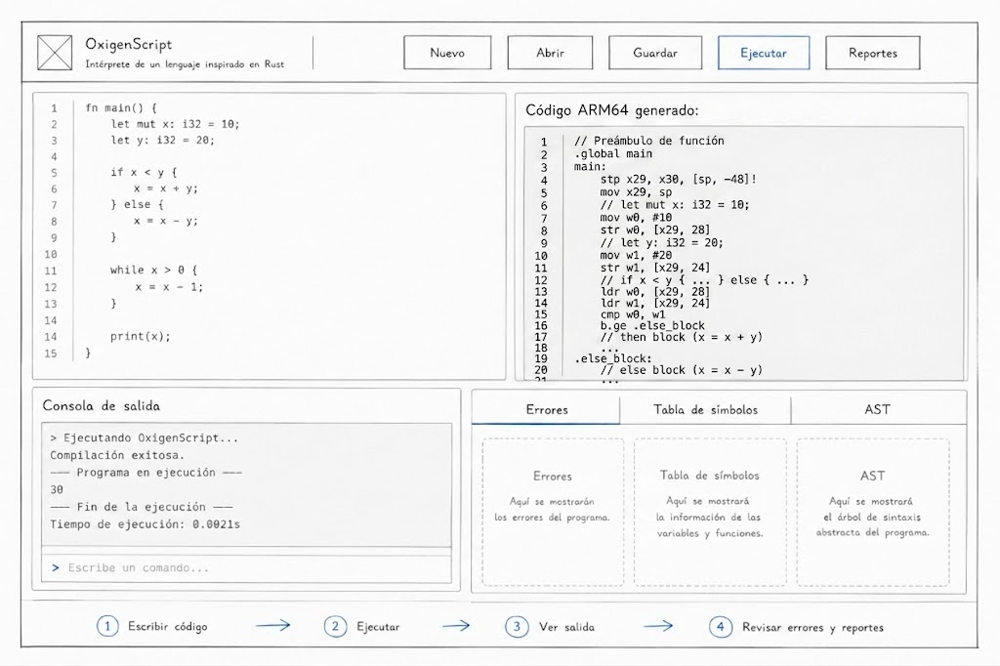 OxigenScript
Intérprete de un lenguaje inspirado en Rust
Nuevo
Abrir
Guardar
Ejecutar
Reportes
1 fn main() {
2 let mut x: i32 = 10;
3 let y: i32 = 20;
4
5 if x < y {
6 x = x + y;
7 } else {
8 x = x − y;
9 }
10
11 while x > 0 {
12 x = x − 1;
13 }
14
14 print(x);
15 }
Código ARM64 generado:
1 // Preámbulo de función
2 .global main
3 main:
4 stp x29, x30, [sp, −48]!
5 mov x29, sp
6 // let mut x: i32 = 10;
7 mov w0, #10
8 str w0, [x29, 28]
9 // let y: i32 = 20;
10 mov w1, #20
11 str w1, [x29, 24]
12 // if x < y { ... } else { ... }
13 ldr w0, [x29, 28]
14 ldr w1, [x29, 24]
15 cmp w0, w1
16 b.ge .else_block
17 // then block (x = x + y)
18 ...
19 .else_block:
20 // else block (x = x − y)
21 ...
Consola de salida
> Ejecutando OxigenScript...
Compilación exitosa.
─── Programa en ejecución ───
30
─── Fin de la ejecución ───
Tiempo de ejecución: 0.0021s
> Escribe un comando...
Errores
Tabla de símbolos
AST
Errores
Aquí se mostrarán
los errores del programa.
Tabla de símbolos
Aquí se mostrará
la información de las
variables y funciones.
AST
Aquí se mostrará
el árbol de sintaxis
abstracta del programa.
1 Escribir código
2 Ejecutar
3 Ver salida
4 Revisar errores y reportes